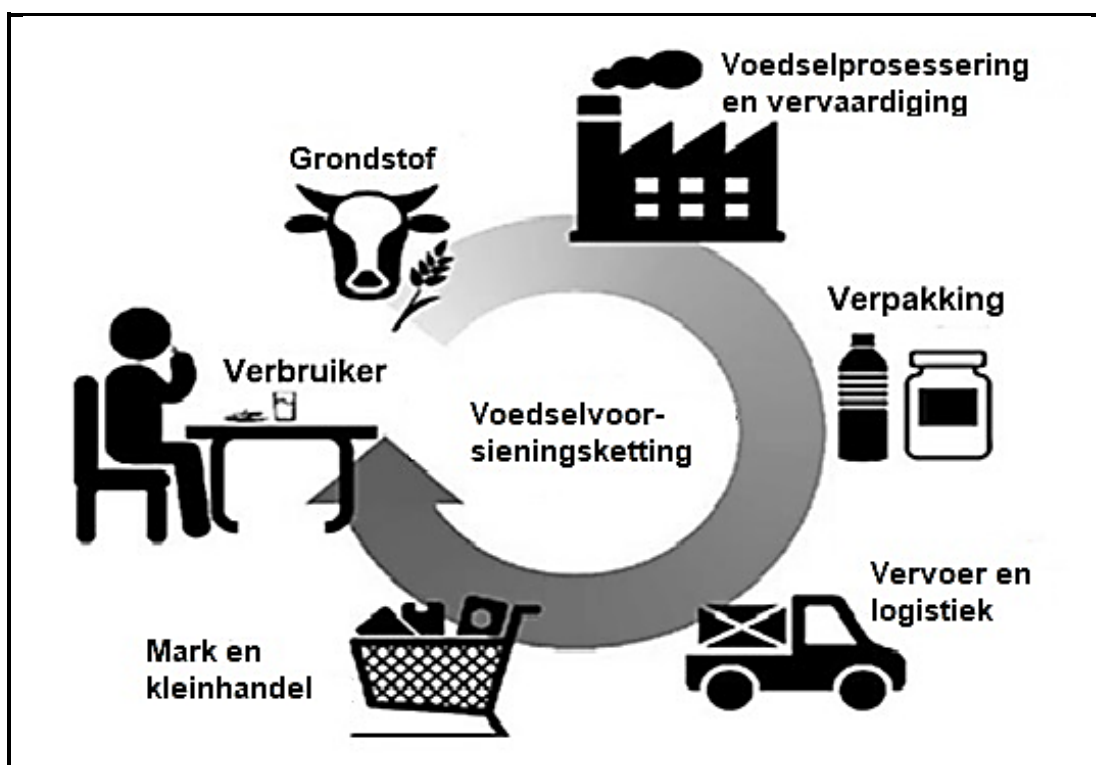 Voedselprosessering
en vervaardiging
Grondstof
Verpakking
Verbruiker
Voedselvoor-
sieningsketting
Vervoer en
logistiek
Mark en
kleinhandel